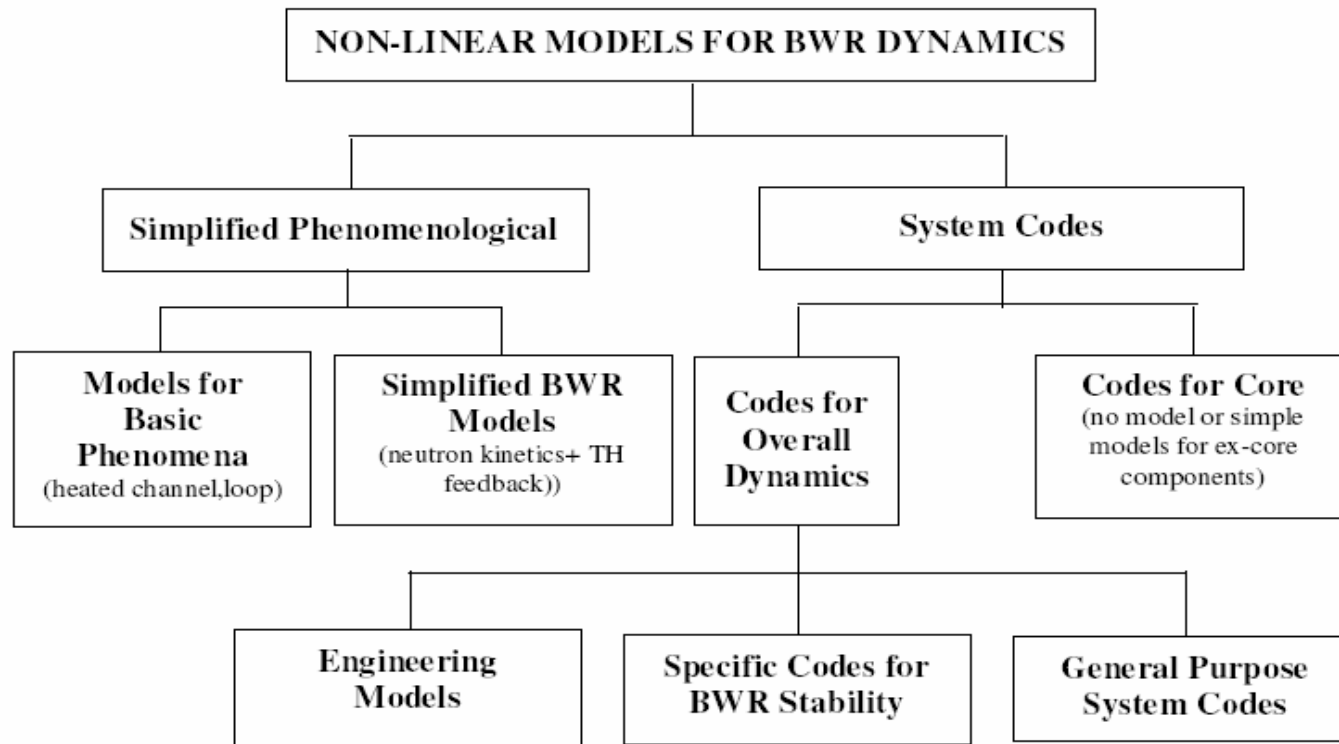 NON-LINEAR MODELS FOR BWR DYNAMICS
Simplified Phenomenological
System Codes
Models for
Basic
Phenomena
(heated channel,loop)
Simplified BWR
Models
(neutron kinetics+ TH
feedback))
Codes for
Overall
Dynamics
Codes for Core
(no model or simple
models for ex-core
components)
Engineering
Models
Specific Codes for
BWR Stability
General Purpose
System Codes